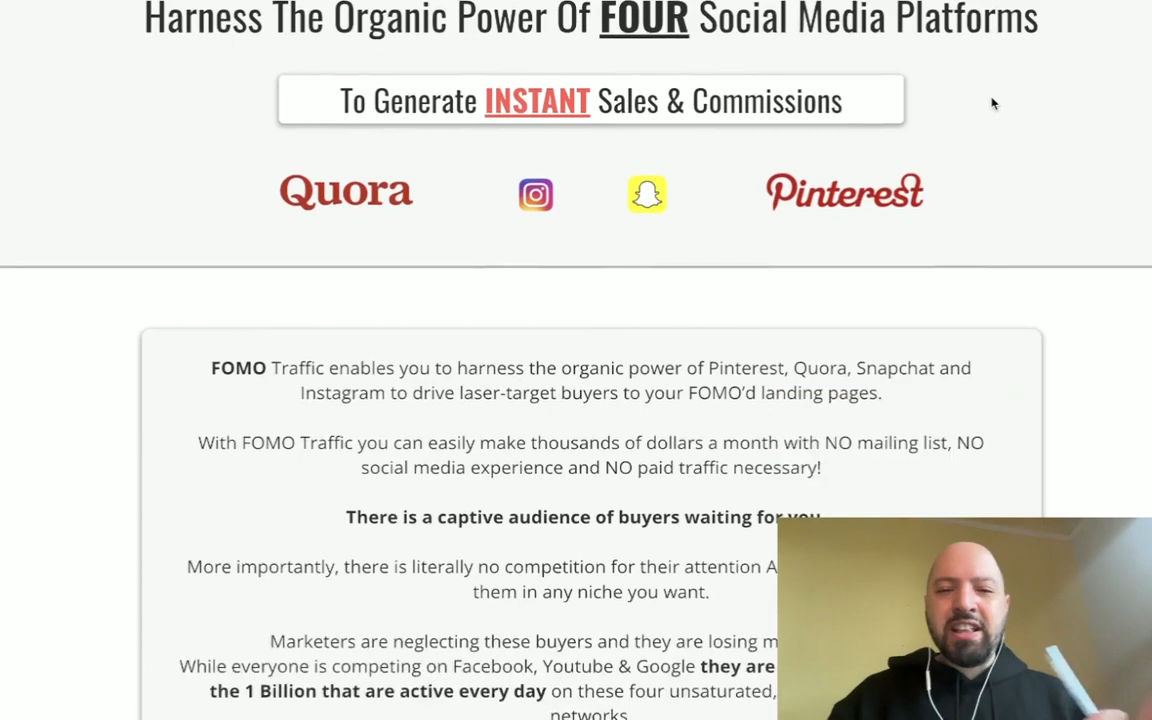 Harness The Organic Power Of FOUR Social Media Platforms
To Generate INSTANT Sales & Commissions
Quora Pinterest
FOMO Traffic enables you to harness the organic power of Pinterest, Quora, Snapchat and
Instagram to drive laser-target buyers to your FOMO'd landing pages.
With FOMO Traffic you can easily make thousands of dollars a month with NO mailing list, NO
social media experience and NO paid traffic necessary!
There is a captive audience of buyers waiting for you
More importantly, there is literally no competition for their attention A
them in any niche you want.
Marketers are neglecting these buyers and they are losing m
While everyone is competing on Facebook, Youtube & Google they are
the 1 Billion that are active every day on these four unsaturated,
networks